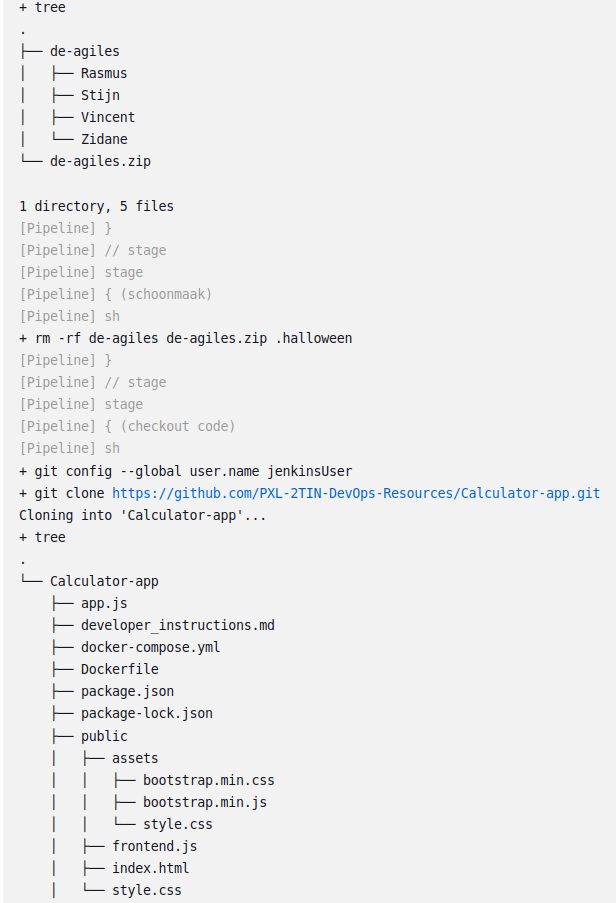 + tree
.
├── de-agiles
│   ├── Rasmus
│   ├── Stijn
│   ├── Vincent
│   └── Zidane
└── de-agiles.zip

1 directory, 5 files
[Pipeline] }
[Pipeline] // stage
[Pipeline] stage
[Pipeline] { (schoonmaak)
[Pipeline] sh
+ rm -rf de-agiles de-agiles.zip .halloween
[Pipeline] }
[Pipeline] // stage
[Pipeline] stage
[Pipeline] { (checkout code)
[Pipeline] sh
+ git config --global user.name jenkinsUser
+ git clone https://github.com/PXL-2TIN-DevOps-Resources/Calculator-app.git
Cloning into 'Calculator-app'...
+ tree
.
└── Calculator-app
    ├── app.js
    ├── developer_instructions.md
    ├── docker-compose.yml
    ├── Dockerfile
    ├── package.json
    ├── package-lock.json
    ├── public
    │   ├── assets
    │   │   ├── bootstrap.min.css
    │   │   ├── bootstrap.min.js
    │   │   └── style.css
    │   ├── frontend.js
    │   ├── index.html
    │   └── style.css